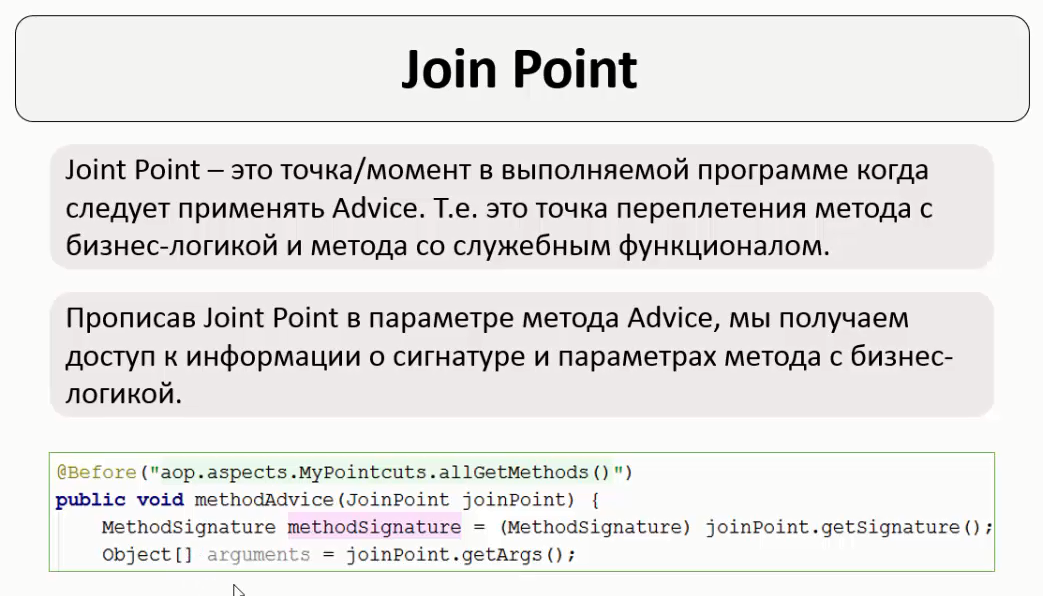 Join Point
Joint Point – это точка/момент в выполняемой программе когда
следует применять Advice. Т.е. это точка переплетения метода с
бизнес-логикой и метода со служебным функционалом.
Прописав Joint Point в параметре метода Advice, мы получаем
доступ к информации о сигнатуре и параметрах метода с бизнес-
логикой.
@Before("aop.aspects.MyPointcuts.allGetMethods()")
public void methodAdvice(JoinPoint joinPoint) {
MethodSignature methodSignature = (MethodSignature) joinPoint.getSignature();
Object[] arguments = joinPoint.getArgs();